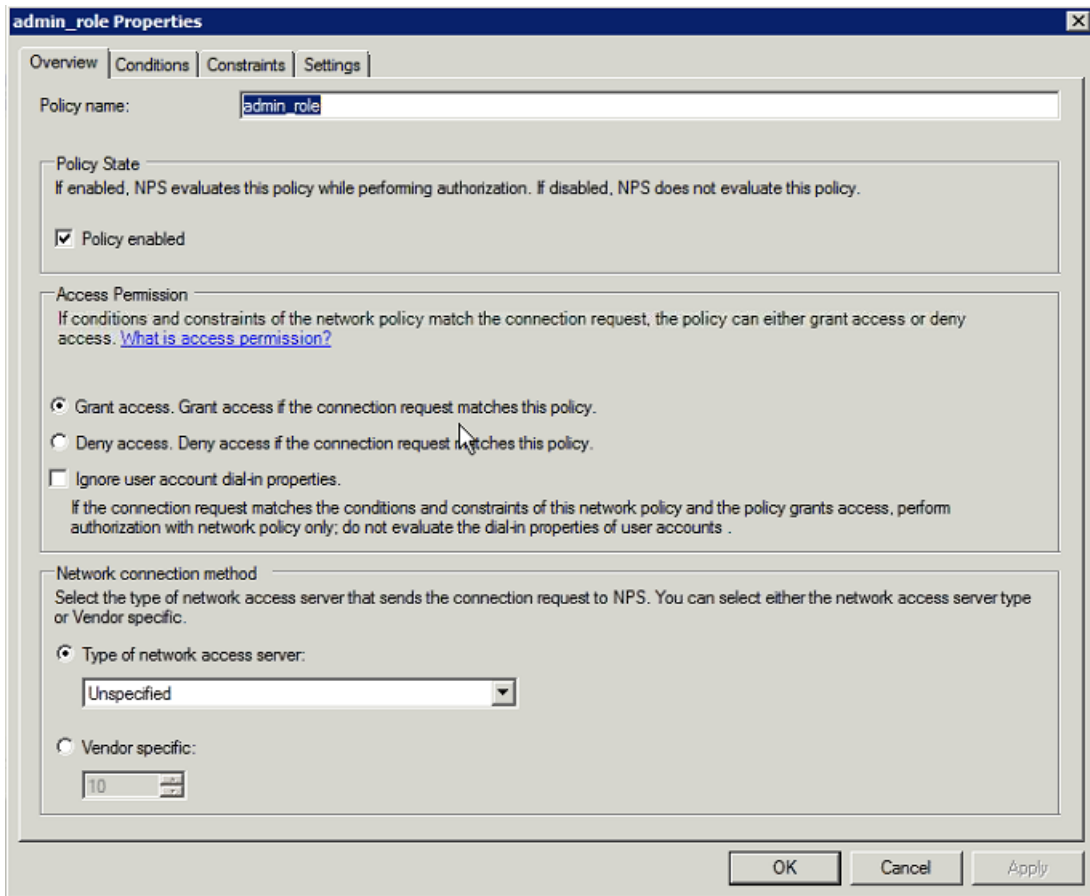 admin_role Properties
Overview Conditions Constraints Settings
Policy name: admin_role
Policy State
If enabled, NPS evaluates this policy while performing authorization. If disabled, NPS does not evaluate this policy.
Policy enabled
Access Permission
If conditions and constraints of the network policy match the connection request, the policy can either grant access or deny
access. What is access permission?
Grant access. Grant access if the connection request matches this policy.
Deny access. Deny access if the connection request matches this policy.
Ignore user account dial-in properties.
If the connection request matches the conditions and constraints of this network policy and the policy grants access, perform
authorization with network policy only; do not evaluate the dial-in properties of user accounts .
Network connection method
Select the type of network access server that sends the connection request to NPS. You can select either the network access server type
or Vendor specific.
Type of network access server:
Unspecified
Vendor specific:
10
OK Cancel Apply